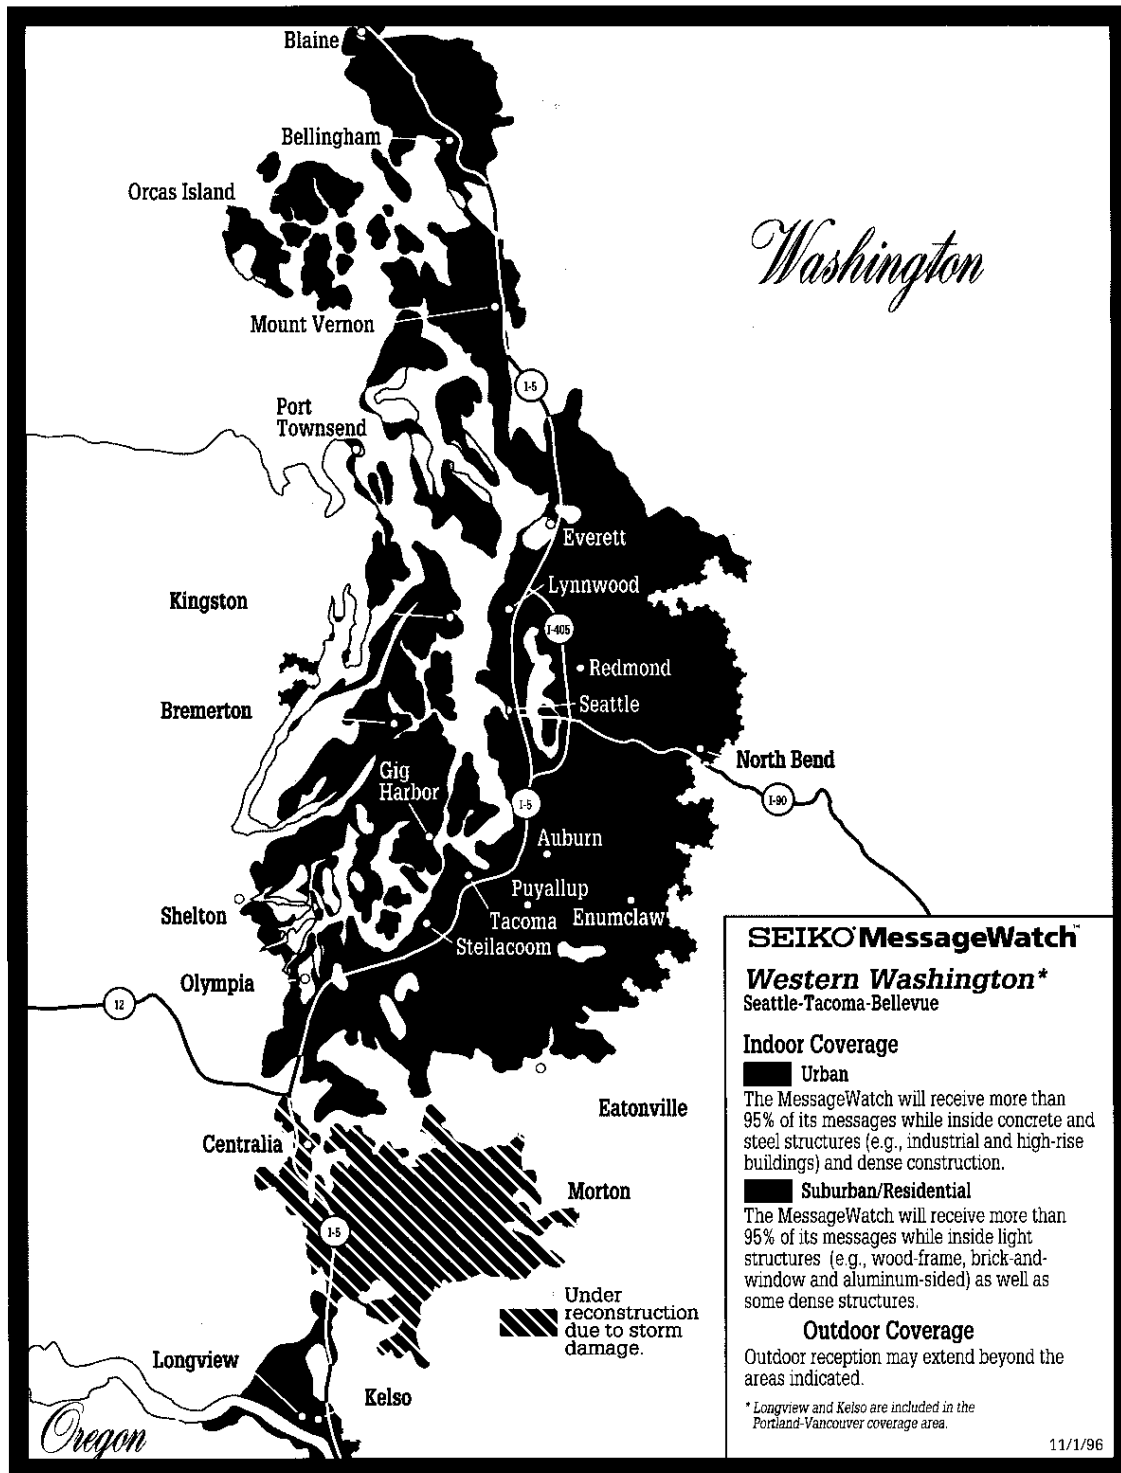 Blaine
Bellingham
Orcas Island
Washington
Mount Vernon
I-5
Port
Townsend
Everett
Lynnwood
Kingston
I-405
Redmond
Bremerton
Seattle
North Bend
Gig
Harbor
I-5
I-90
Auburn
Puyallup
Shelton
Tacoma
Enumclaw
Steilacoom
Olympia
12
Eatonville
Centralia
Morton
I-5
Under
reconstruction
due to storm
damage.
Longview
Kelso
Oregon
SEIKO MessageWatch™
Western Washington*
Seattle-Tacoma-Bellevue
Indoor Coverage
Urban
The MessageWatch will receive more than
95% of its messages while inside concrete and
steel structures (e.g., industrial and high-rise
buildings) and dense construction.
Suburban/Residential
The MessageWatch will receive more than
95% of its messages while inside light
structures (e.g., wood-frame, brick-and-
window and aluminum-sided) as well as
some dense structures.
Outdoor Coverage
Outdoor reception may extend beyond the
areas indicated.
* Longview and Kelso are included in the
Portland-Vancouver coverage area.
11/1/96